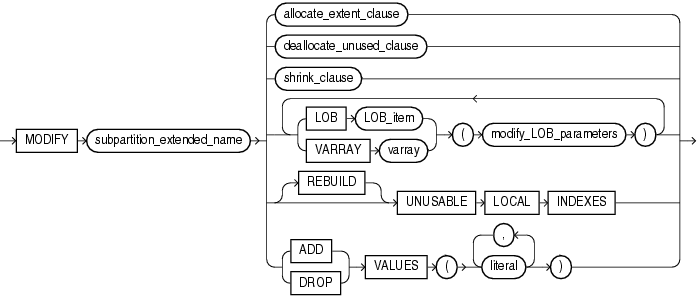 allocate_extent_clause
deallocate_unused_clause
shrink_clause
LOB LOB_item
MODIFY subpartition_extended_name ( modify_LOB_parameters )
VARRAY varray
REBUILD
UNUSABLE LOCAL INDEXES
,
ADD
VALUES ( literal )
DROP